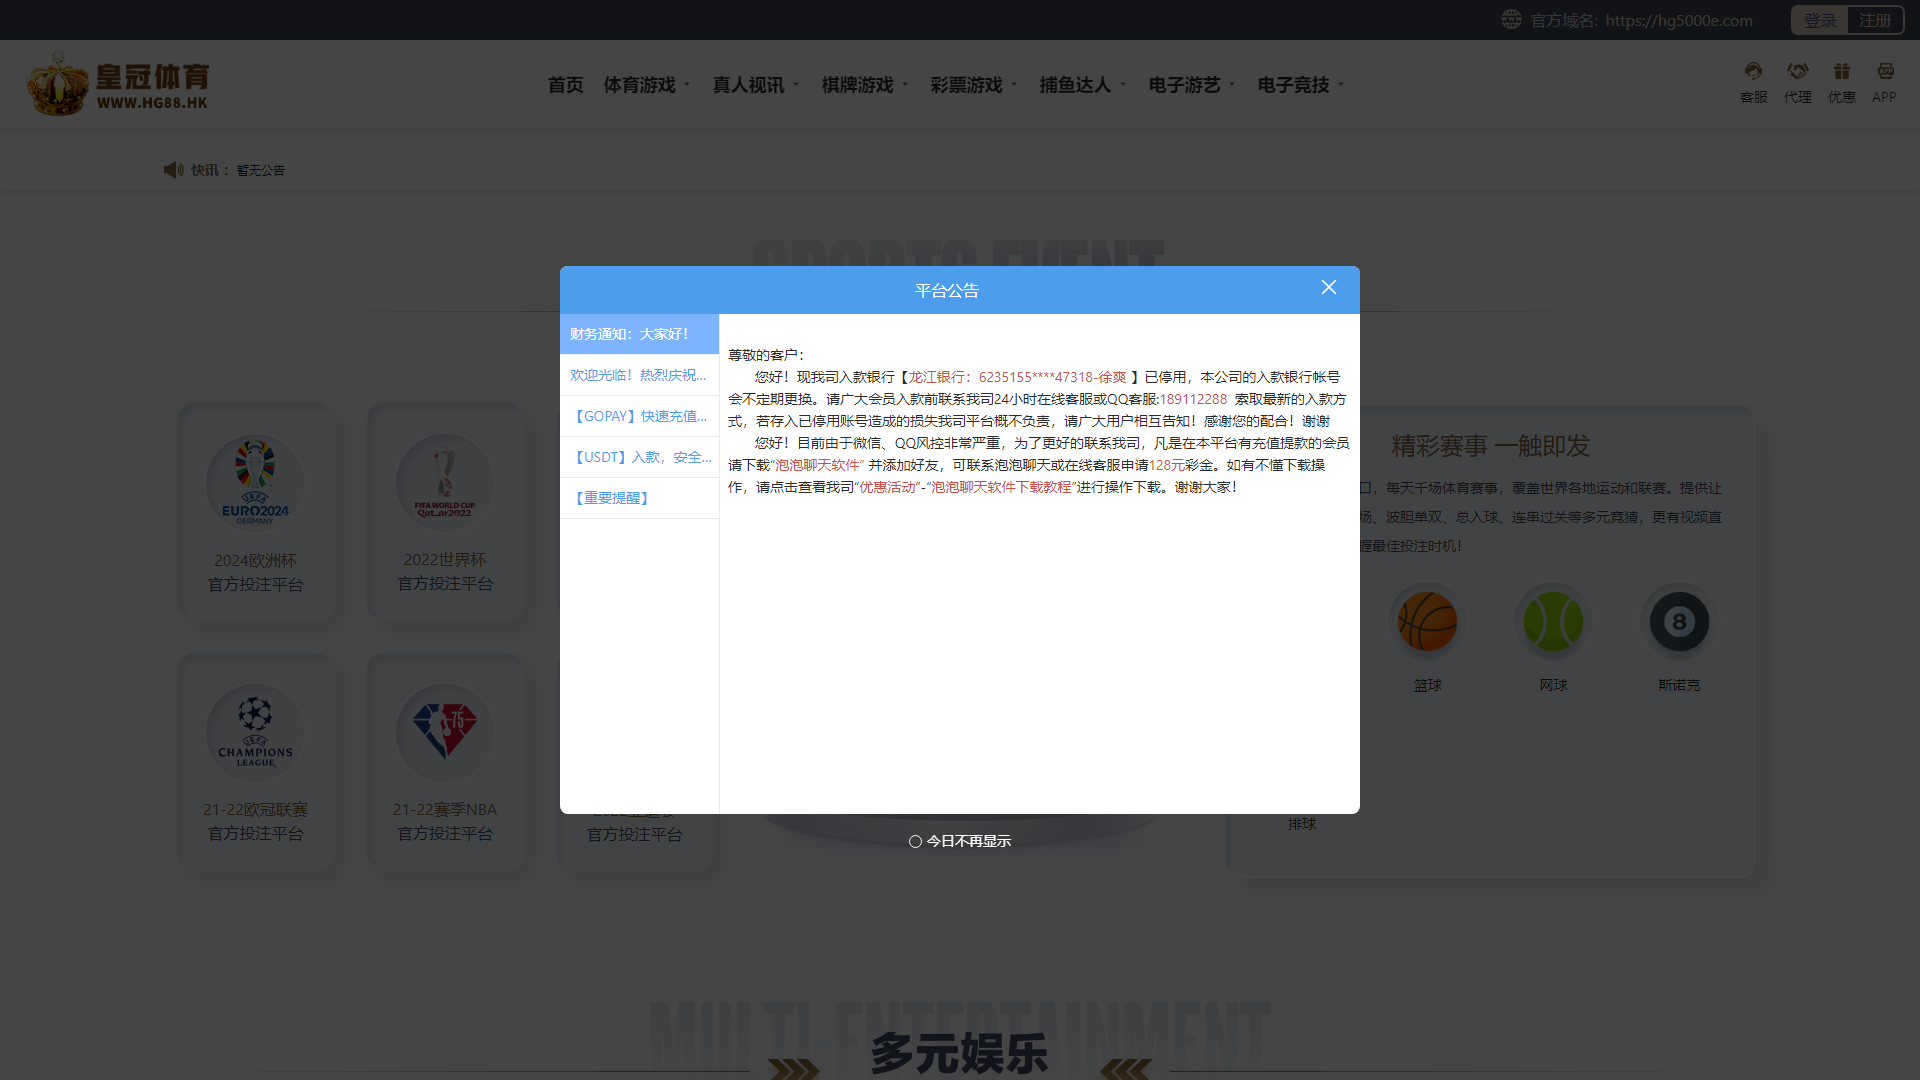 官方域名: https://hg5000e.com
登录 注册
皇冠体育
WWW.HG88.HK
首页 体育游戏 真人视讯 棋牌游戏 彩票游戏 捕鱼达人 电子游艺 电子竞技
客服 代理 优惠 APP
快讯： 暂无公告
SPORTS EVENT
平台公告
财务通知：大家好！
欢迎光临！热烈庆祝...
【GOPAY】快速充值...
【USDT】入款，安全...
【重要提醒】
尊敬的客户：
您好！现我司入款银行【龙江银行：6235155****47318-徐爽 】已停用，本公司的入款银行帐号
会不定期更换。请广大会员入款前联系我司24小时在线客服或QQ客服:189112288 索取最新的入款方
式，若存入已停用账号造成的损失我司平台概不负责，请广大用户相互告知！感谢您的配合！谢谢
您好！目前由于微信、QQ风控非常严重，为了更好的联系我司，凡是在本平台有充值提款的会员
请下载“泡泡聊天软件” 并添加好友，可联系泡泡聊天或在线客服申请128元彩金。如有不懂下载操
作，请点击查看我司“优惠活动”-“泡泡聊天软件下载教程”进行操作下载。谢谢大家！
今日不再显示
UEFA
EURO2024
GERMANY
2024欧洲杯
官方投注平台
FIFA WORLD CUP
Qatar2022
2022世界杯
官方投注平台
UEFA
CHAMPIONS
LEAGUE
21-22欧冠联赛
官方投注平台
75
21-22赛季NBA
官方投注平台
官方投注平台
精彩赛事 一触即发
口，每天千场体育赛事，覆盖世界各地运动和联赛。提供让
场、波胆单双、总入球、连串过关等多元竞猜，更有视频直
握最佳投注时机！
8
篮球 网球 斯诺克
排球
MULTI-ENTERTAINMENT
多元娱乐